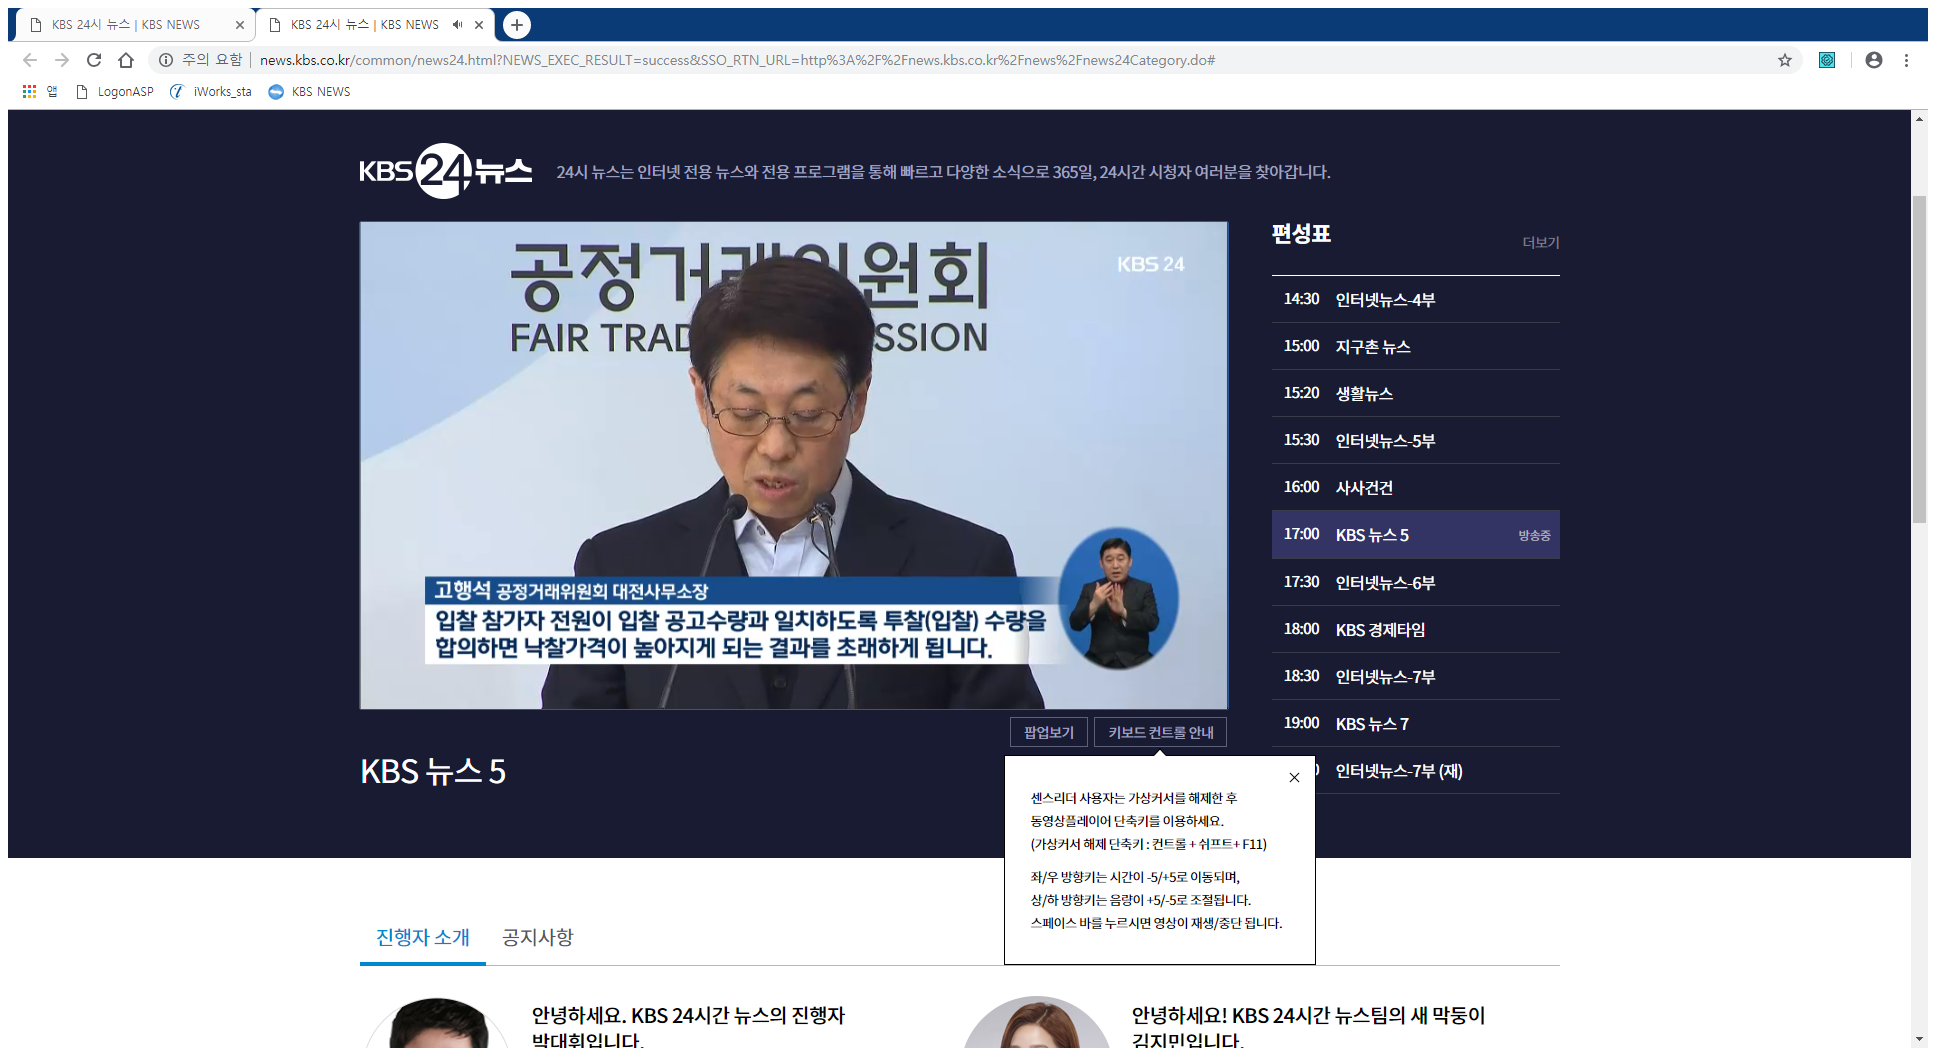 KBS 24시 뉴스 | KBS NEWS
KBS 24시 뉴스 | KBS NEWS
주의 요함
news.kbs.co.kr/common/news24.html?NEWS_EXEC_RESULT=success&SSO_RTN_URL=http%3A%2F%2Fnews.kbs.co.kr%2Fnews%2Fnews24Category.do#
앱
LogonASP
iWorks_sta
KBS NEWS
KBS 24 뉴스
24시 뉴스는 인터넷 전용 뉴스와 전용 프로그램을 통해 빠르고 다양한 소식으로 365일, 24시간 시청자 여러분을 찾아갑니다.
공정거래위원회
FAIR TRAD SSION
KBS 24
고행석 공정거래위원회 대전사무소장
입찰 참가자 전원이 입찰 공고수량과 일치하도록 투찰(입찰) 수량을
합의하면 낙찰가격이 높아지게 되는 결과를 초래하게 됩니다.
편성표
더보기
14:30 인터넷뉴스-4부
15:00 지구촌 뉴스
15:20 생활뉴스
15:30 인터넷뉴스-5부
16:00 사사건건
17:00 KBS 뉴스 5 방송중
17:30 인터넷뉴스-6부
18:00 KBS 경제타임
18:30 인터넷뉴스-7부
19:00 KBS 뉴스 7
인터넷뉴스-7부 (재)
팝업보기
키보드 컨트롤 안내
KBS 뉴스 5
센스리더 사용자는 가상커서를 해제한 후
동영상플레이어 단축키를 이용하세요.
(가상커서 해제 단축키 : 컨트롤 + 쉬프트+ F11)
좌/우 방향키는 시간이 -5/+5로 이동되며,
상/하 방향키는 음량이 +5/-5로 조절됩니다.
스페이스 바를 누르시면 영상이 재생/중단 됩니다.
진행자 소개
공지사항
안녕하세요. KBS 24시간 뉴스의 진행자
박대휘입니다.
안녕하세요! KBS 24시간 뉴스팀의 새 막둥이
김지민입니다.